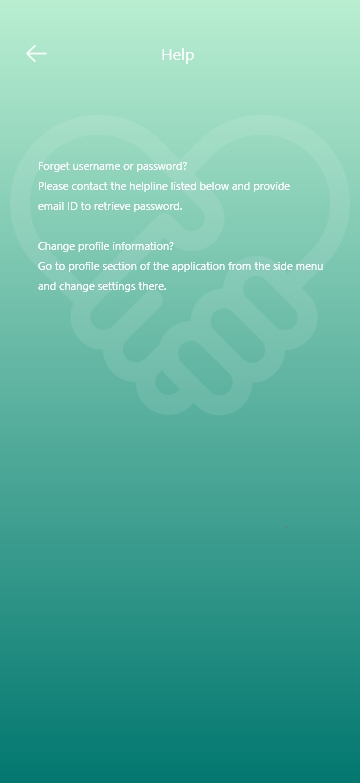 Help
Forget username or password?
Please contact the helpline listed below and provide
email ID to retrieve password.
Change profile information?
Go to profile section of the application from the side menu
and change settings there.